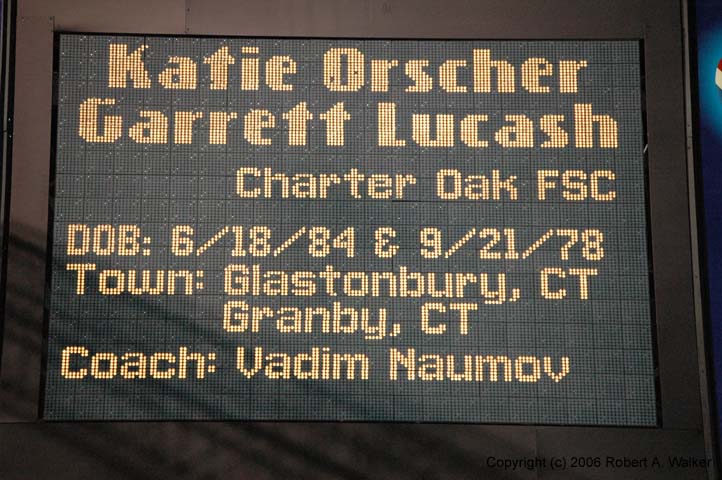 Katie Orscher
Garrett Lucash
Charter Oak FSC
DOB: 6/18/84 & 9/21/78
Town: Glastonbury, CT
Granby, CT
Coach: Vadim Naumov
Copyright (c) 2006 Robert A. Walker